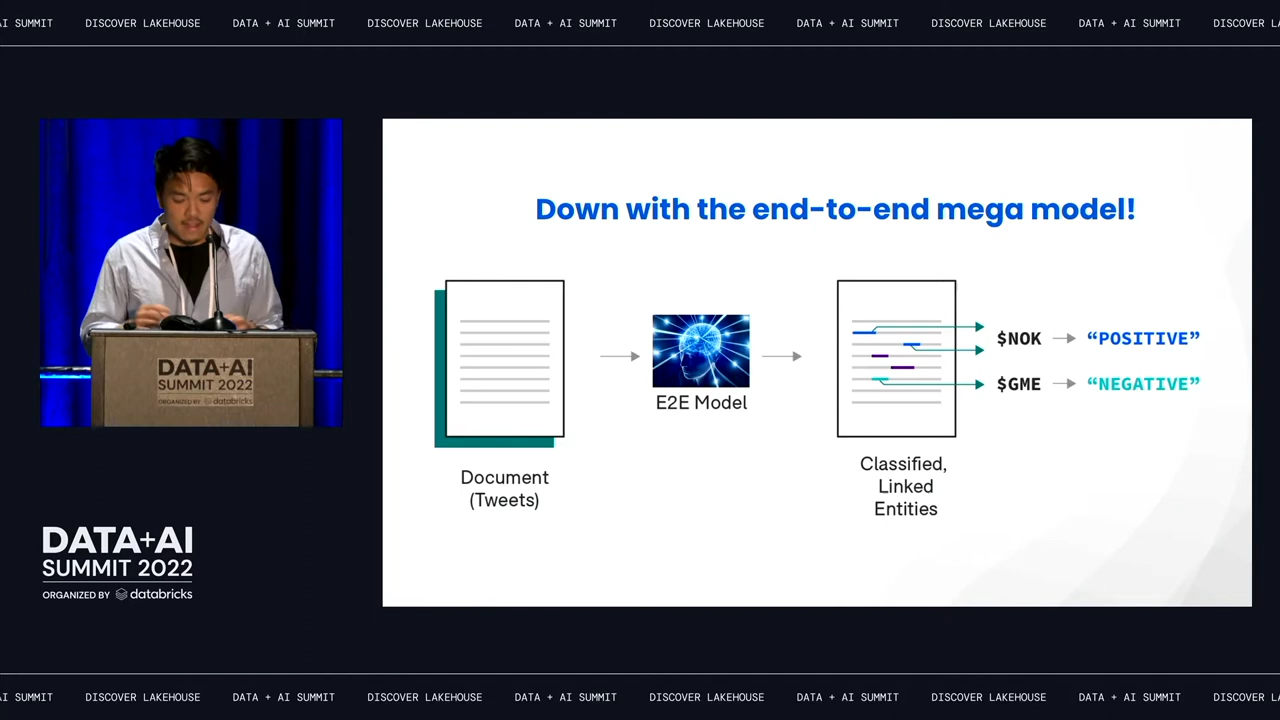 AI SUMMIT DISCOVER LAKEHOUSE DATA + AI SUMMIT DISCOVER LAKEHOUSE DATA + AI SUMMIT DISCOVER LAKEHOUSE DATA + AI SUMMIT DISCOVER LAKEHOUSE DATA + AI SUMMIT DISCOVER L
DATA+AI
SUMMIT 2022
ORGANIZED BY databricks
Down with the end-to-end mega model!
E2E Model
Document
(Tweets)
Classified,
Linked
Entities
$NOK “POSITIVE”
$GME “NEGATIVE”
DATA+AI
SUMMIT 2022
ORGANIZED BY databricks
AI SUMMIT DISCOVER LAKEHOUSE DATA + AI SUMMIT DISCOVER LAKEHOUSE DATA + AI SUMMIT DISCOVER LAKEHOUSE DATA + AI SUMMIT DISCOVER LAKEHOUSE DATA + AI SUMMIT DISCOVER L